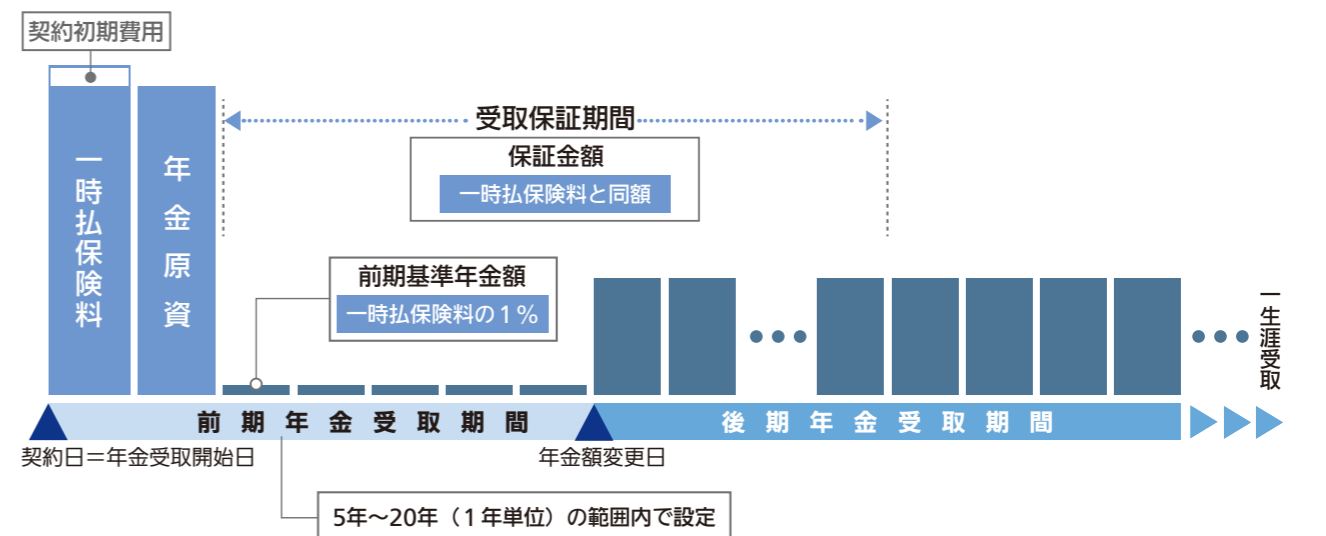 契約初期費用
一時払保険料
年金原資
受取保証期間
保証金額
一時払保険料と同額
前期基準年金額
一時払保険料の1%
一生涯受取
前期年金受取期間
後期年金受取期間
契約日=年金受取開始日
年金額変更日
5年~20年(1年単位)の範囲内で設定